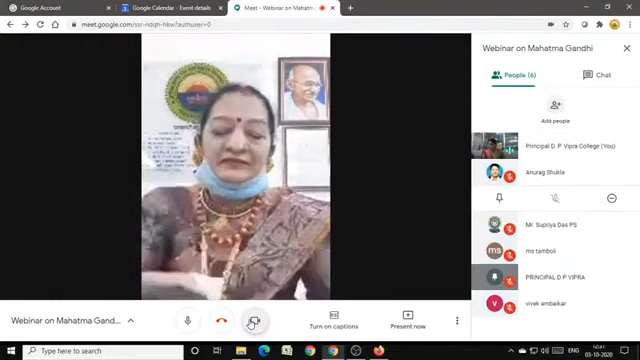 Google Account
Google Calendar - Event details
Meet - Webinar on Mahatma
meet.google.com/ssr-ndqh-hkw?authuser=0
Webinar on Mahatma Gandhi
People (6)
Chat
Add people
Principal D P Vipra College (You)
Anurag Shukla
Mr. Supriya Das PS
ms
ms tamboli
PRINCIPAL D P VIPRA
v
vivek ambalkar
Webinar on Mahatma Gand...
Turn on captions
Present now
Type here to search
ENG
03-10-2020